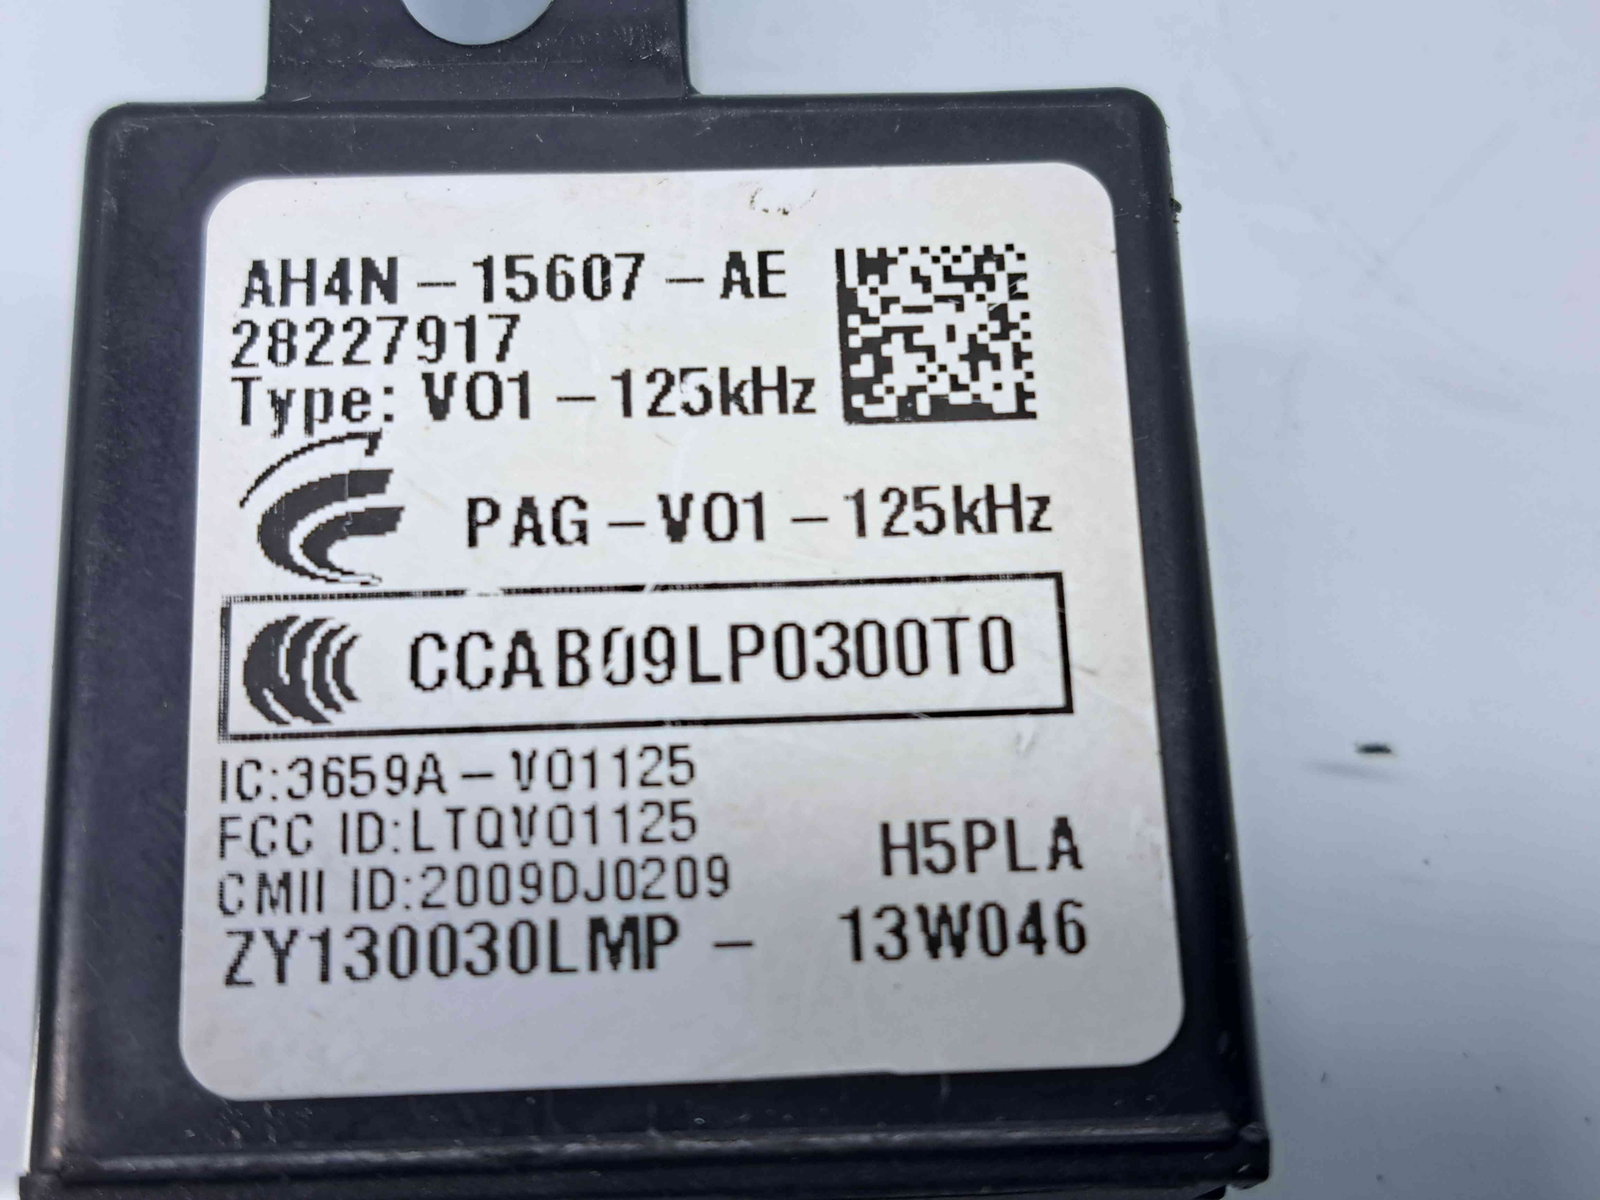 AH4N-15607-AE
28227917
Type: V01-125kHz
PAG-V01-125kHz
CCAB09LP0300T0
IC:3659A-V01125
FCC ID:LTQV01125
CMII ID:2009DJ0209
H5PLA
ZY130030LMP - 13W046